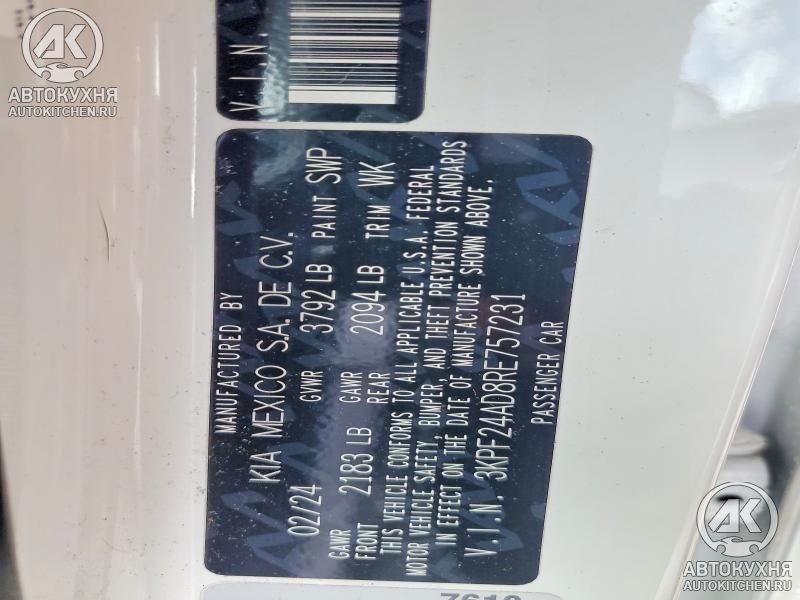 V.I.N.
MANUFACTURED BY
KIA MEXICO S.A. DE C.V.
02/24 GVWR 3792 LB PAINT SWP
GAWR FRONT 2183 LB GAWR REAR 2094 LB TRIM WK
THIS VEHICLE CONFORMS TO ALL APPLICABLE U.S.A. FEDERAL
MOTOR VEHICLE SAFETY, BUMPER, AND THEFT PREVENTION STANDARDS
IN EFFECT ON THE DATE OF MANUFACTURE SHOWN ABOVE.
V.I.N. 3KPF24AD8RE757231
PASSENGER CAR
AK
АВТОКУХНЯ
AUTOKITCHEN.RU
AK
АВТОКУХНЯ
AUTOKITCHEN.RU